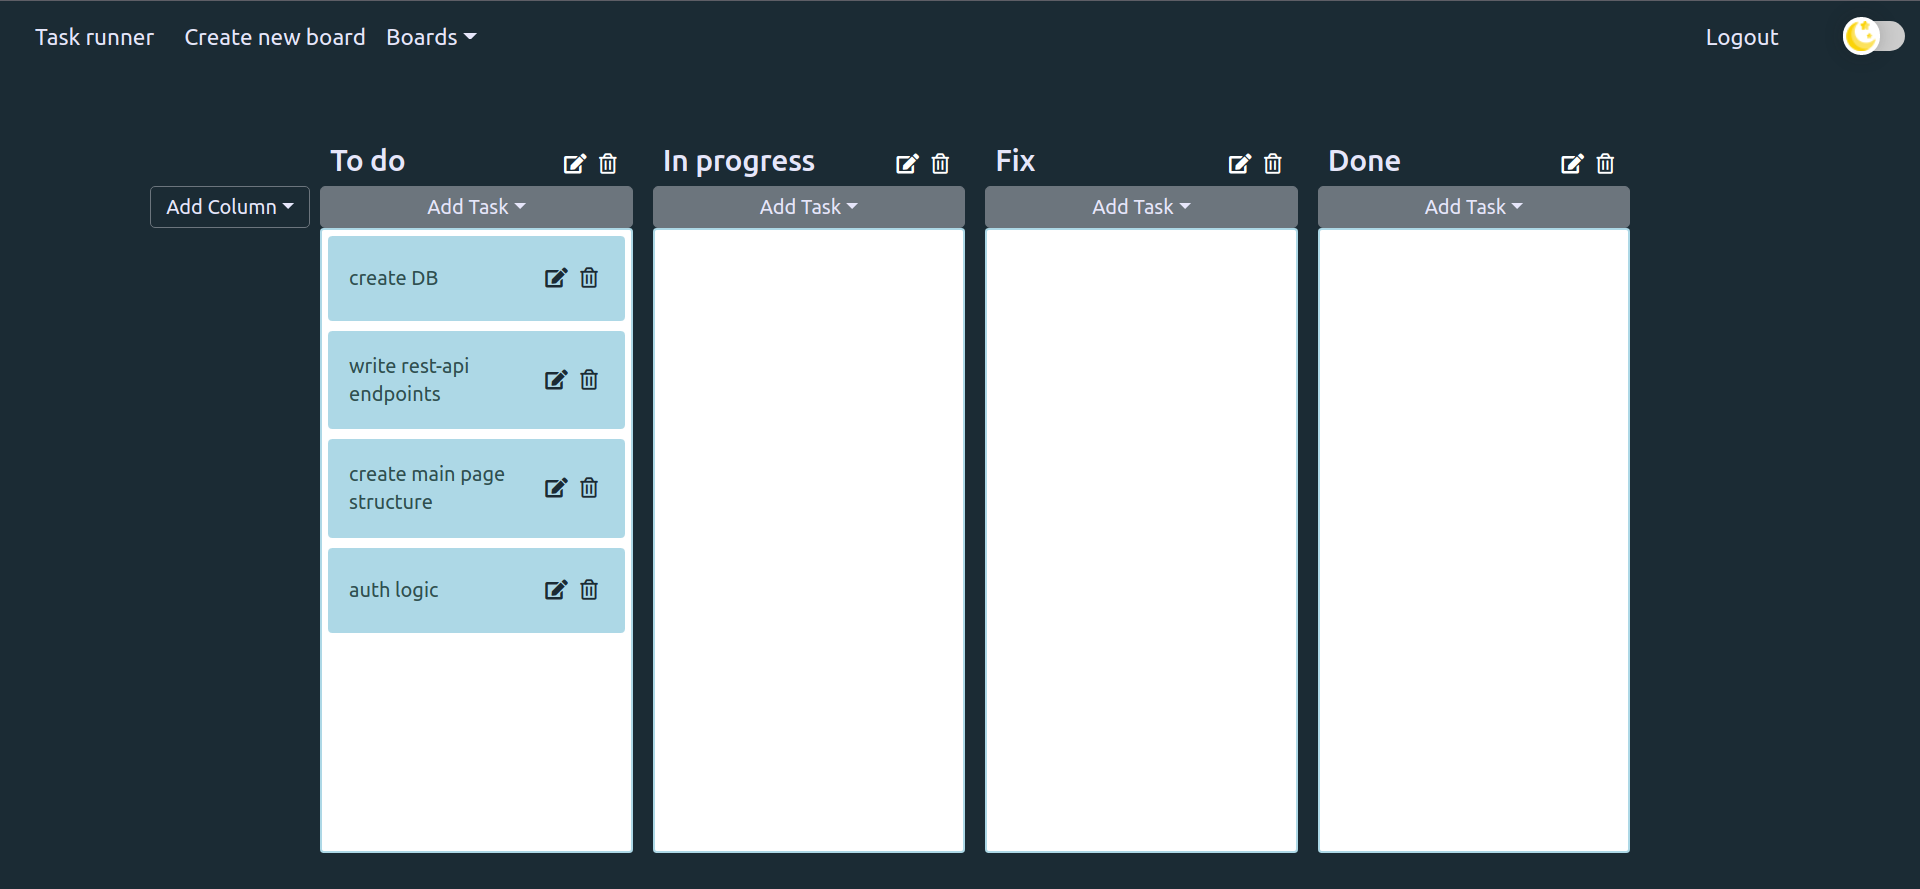 Task runner Create new board Boards Logout
To do In progress Fix Done
Add Column Add Task Add Task Add Task Add Task
create DB
write rest-api
endpoints
create main page
structure
auth logic